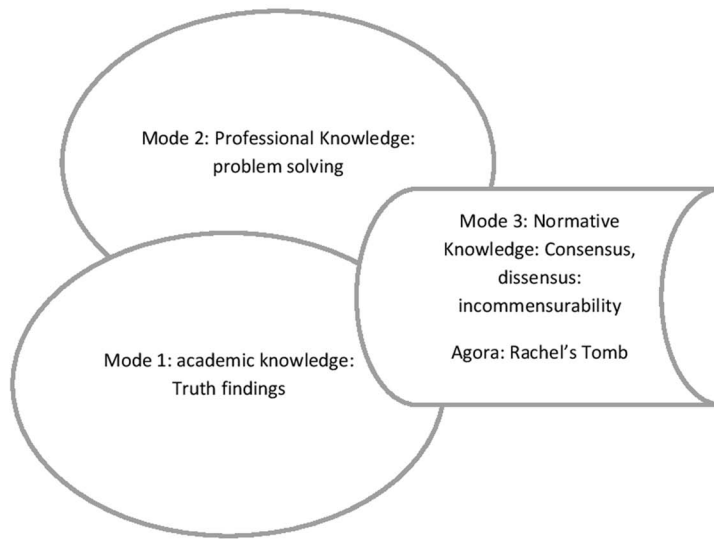 Mode 2: Professional Knowledge:
problem solving
Mode 3: Normative
Knowledge: Consensus,
dissensus:
incommensurability
Agora: Rachel's Tomb
Mode 1: academic knowledge:
Truth findings